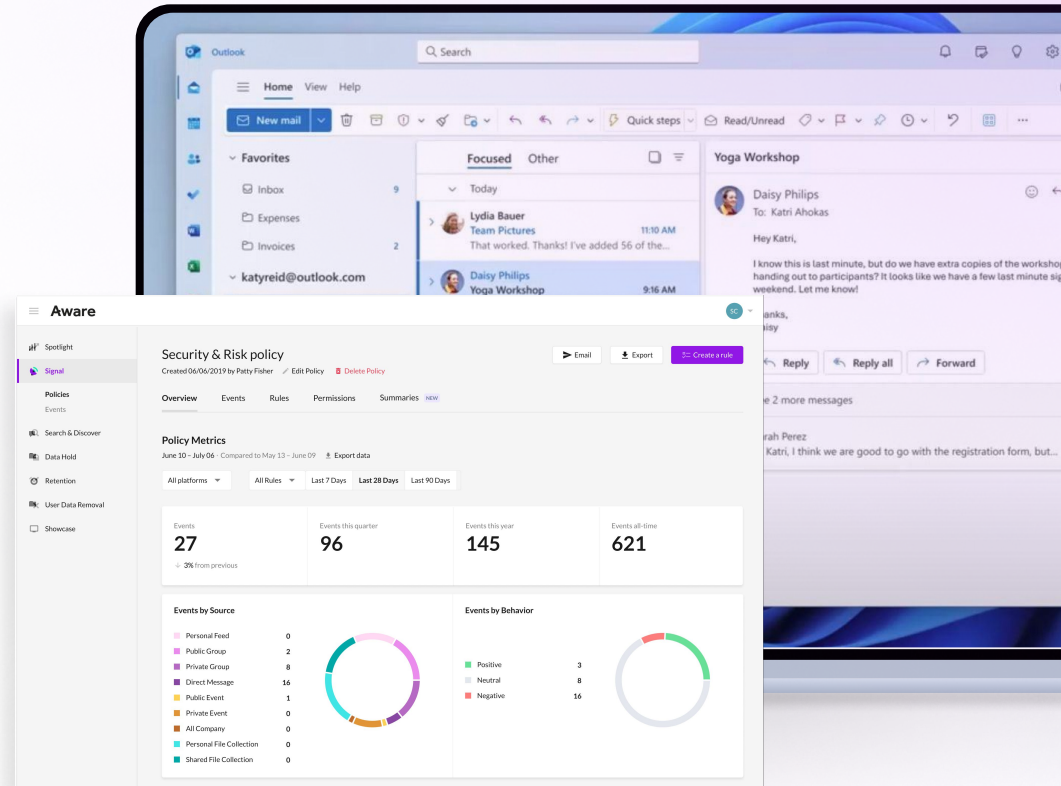 Outlook
Search
Home View Help
New mail
Quick steps
Read/Unread
Favorites
Inbox 9
Expenses
Invoices 2
katyreid@outlook.com
Focused Other
Today
Lydia Bauer
Team Pictures 11:10 AM
That worked. Thanks! I've added 56 of the...
Daisy Philips
Yoga Workshop 9:16 AM
Yoga Workshop
Daisy Philips
To: Katri Ahokas
Hey Katri,
I know this is last minute, but do we have extra copies of the workshop
handing out to participants? It looks like we have a few last minute
weekend. Let me know!
Reply Reply all Forward
2 more messages
Perez
Katri, I think we are good to go with the registration form, but...
Aware
SC
Spotlight
Signal
Policies
Events
Search & Discover
Data Hold
Retention
User Data Removal
Showcase
Security & Risk policy
Email Export Create a rule
Created 06/06/2019 by Patty Fisher Edit Policy Delete Policy
Overview Events Rules Permissions Summaries NEW
Policy Metrics
June 10 – July 06 - Compared to May 13 – June 09 Export data
All platforms All Rules Last 7 Days Last 28 Days Last 90 Days
Events Events this quarter Events this year Events all-time
27 96 145 621
3% from previous
Events by Source
Personal Feed 0
Public Group 2
Private Group 8
Direct Message 16
Public Event 1
Private Event 0
All Company 0
Personal File Collection 0
Shared File Collection 0
Events by Behavior
Positive 3
Neutral 8
Negative 16